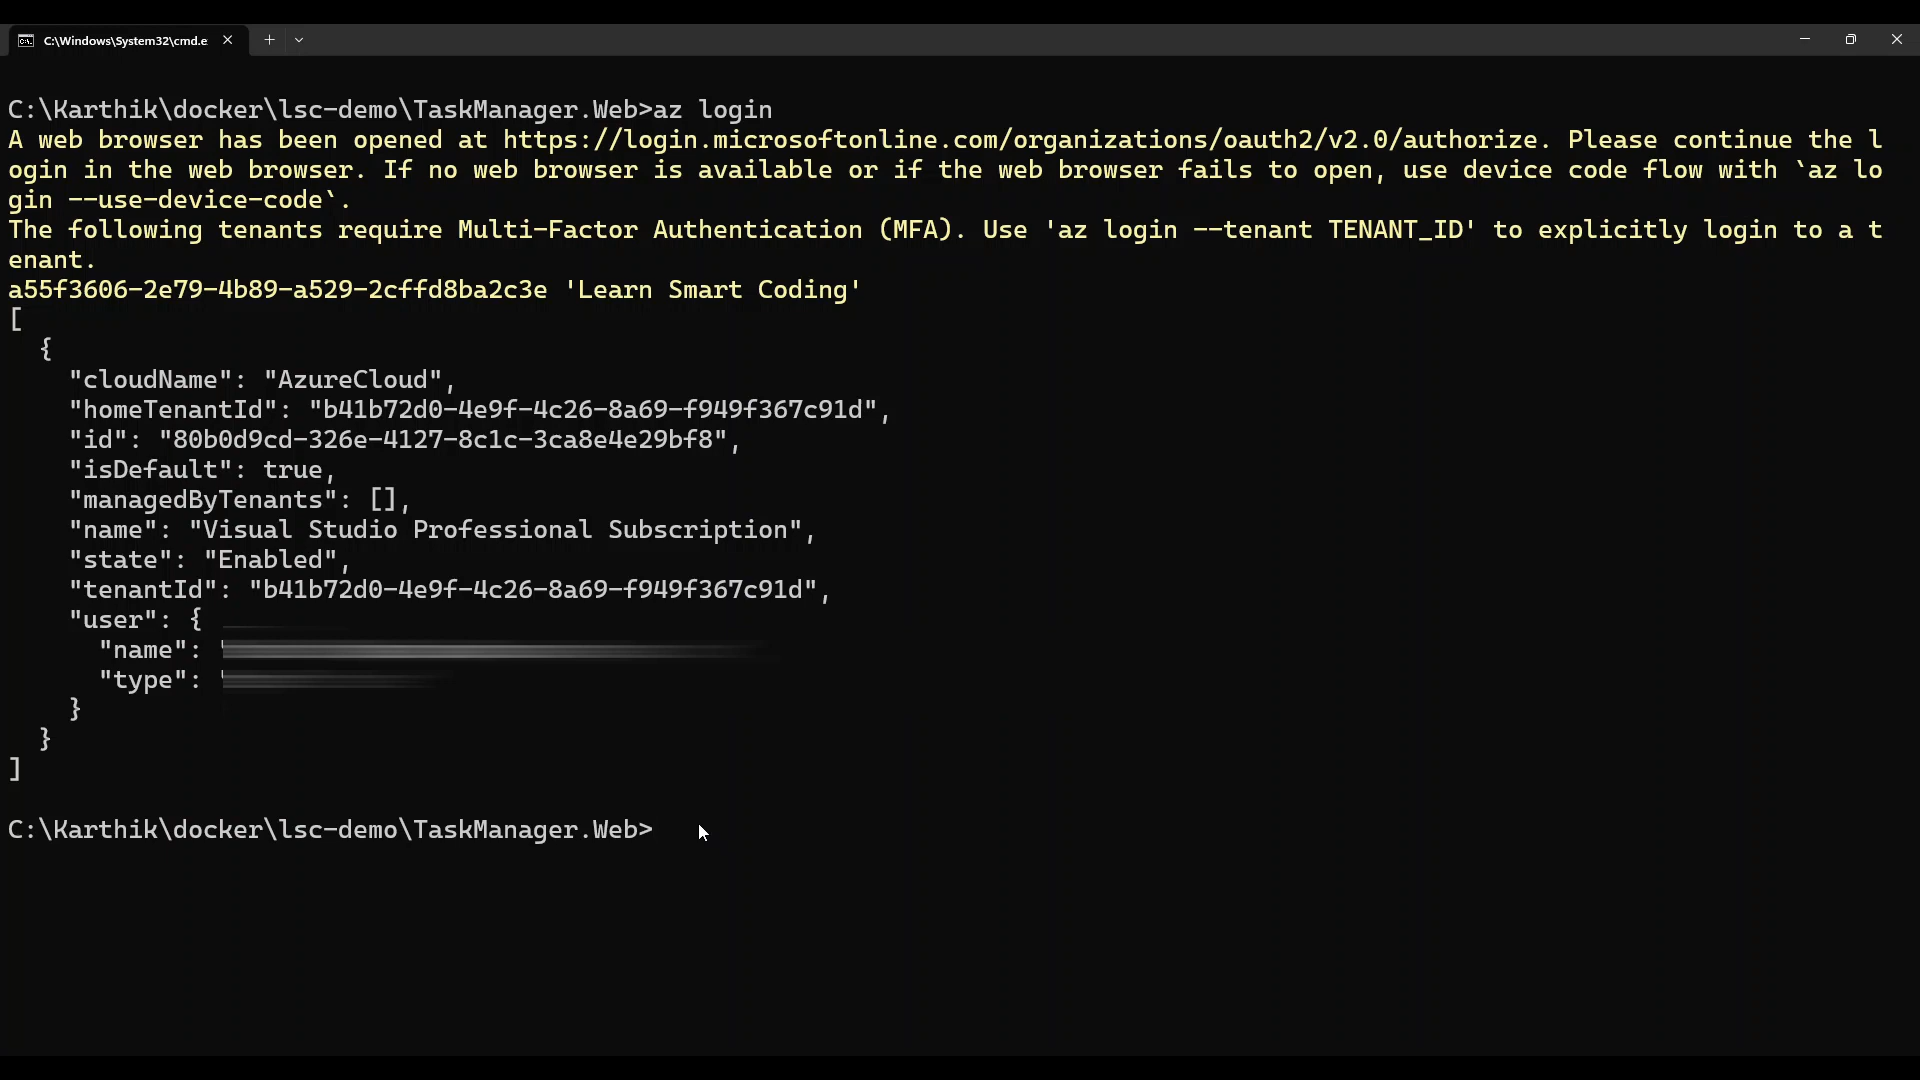 C:\Windows\System32\cmd.e
C:\Karthik\docker\lsc-demo\TaskManager.Web>az login
A web browser has been opened at https://login.microsoftonline.com/organizations/oauth2/v2.0/authorize. Please continue the l
ogin in the web browser. If no web browser is available or if the web browser fails to open, use device code flow with `az lo
gin --use-device-code`.
The following tenants require Multi-Factor Authentication (MFA). Use 'az login --tenant TENANT_ID' to explicitly login to a t
enant.
a55f3606-2e79-4b89-a529-2cffd8ba2c3e 'Learn Smart Coding'
[
  {
    "cloudName": "AzureCloud",
    "homeTenantId": "b41b72d0-4e9f-4c26-8a69-f949f367c91d",
    "id": "80b0d9cd-326e-4127-8c1c-3ca8e4e29bf8",
    "isDefault": true,
    "managedByTenants": [],
    "name": "Visual Studio Professional Subscription",
    "state": "Enabled",
    "tenantId": "b41b72d0-4e9f-4c26-8a69-f949f367c91d",
    "user": {
      "name":
      "type":
    }
  }
]
C:\Karthik\docker\lsc-demo\TaskManager.Web>